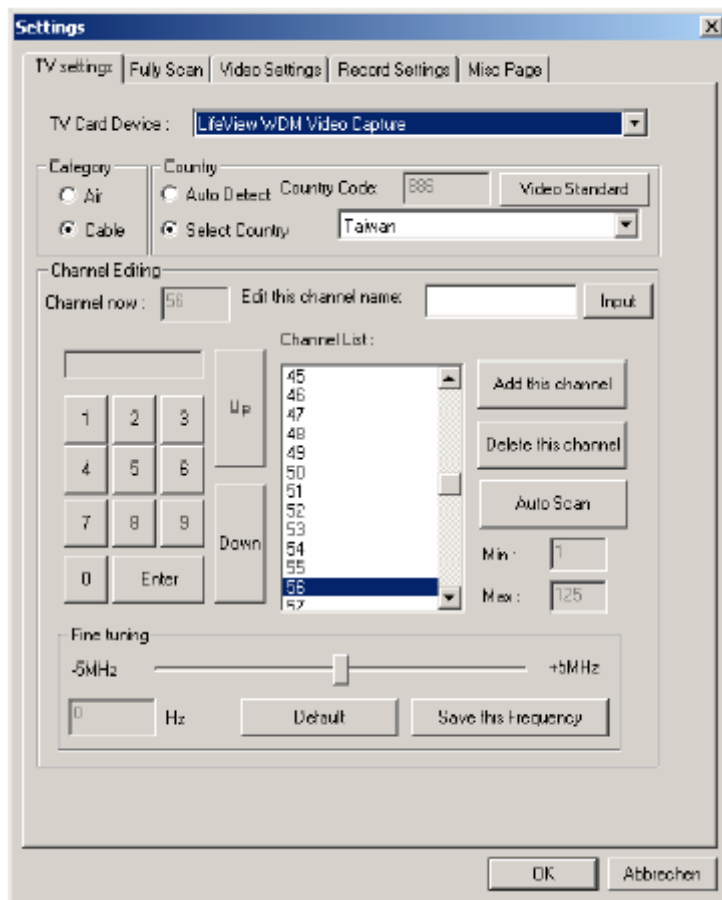 Settings
TV settings Fully Scan Video Settings Record Settings Misc Page
TV Card Device : LifeView WDM Video Capture
Category
Air
Cable
Country
Auto Detect Country Code: 886 Video Standard
Select Country Taiwan
Channel Editing
Channel now : 56 Edit this channel name: Input
Channel List :
1 2 3
4 5 6
7 8 9
0 Enter
Up
Down
45
46
47
48
49
50
51
52
53
54
55
56
57
Add this channel
Delete this channel
Auto Scan
Min : 1
Max : 125
Fine tuning
-5MHz +5MHz
0 Hz Default Save this Frequency
OK Abbrechen